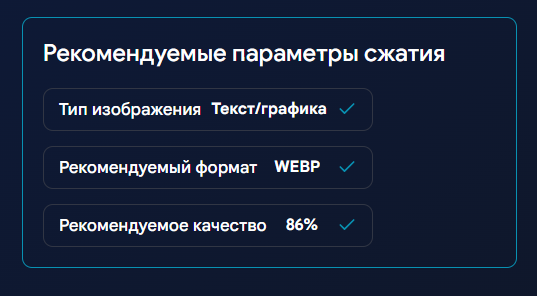 Рекомендуемые параметры сжатия
Тип изображения Текст/графика
Рекомендуемый формат WEBP
Рекомендуемое качество 86%